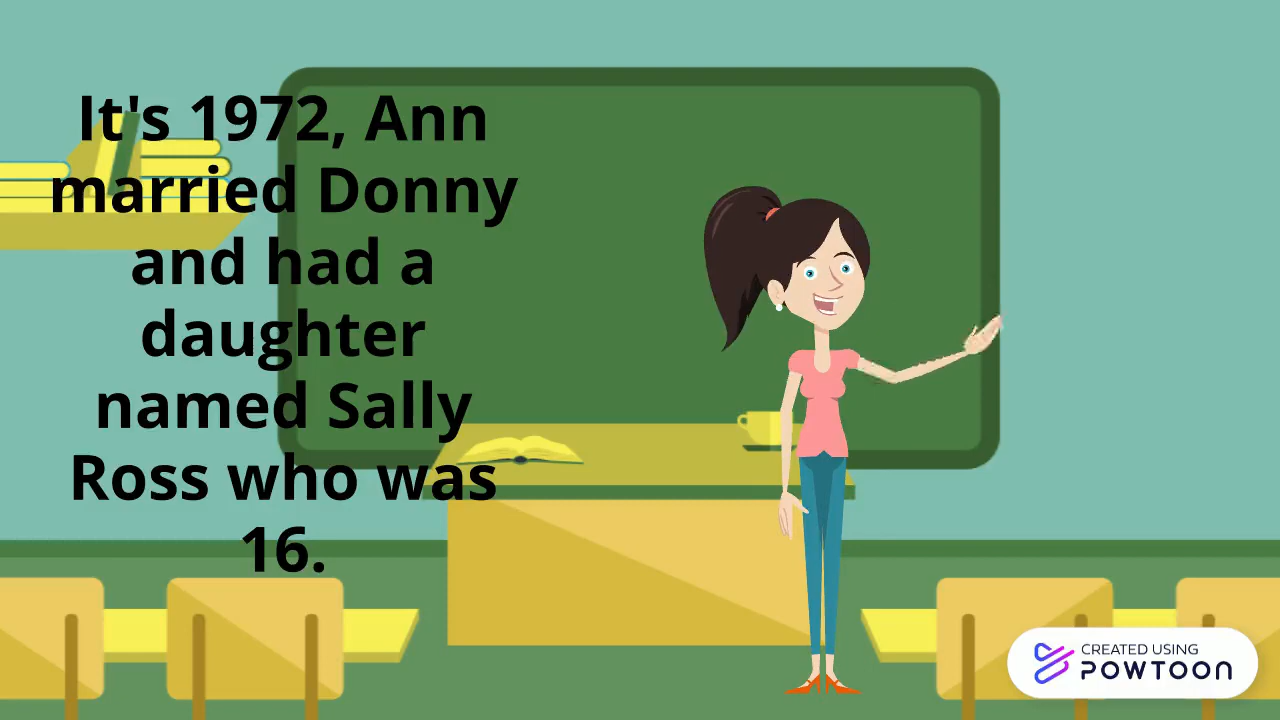 It's 1972, Ann
married Donny
and had a
daughter
named Sally
Ross who was
16.
CREATED USING
POWTOON